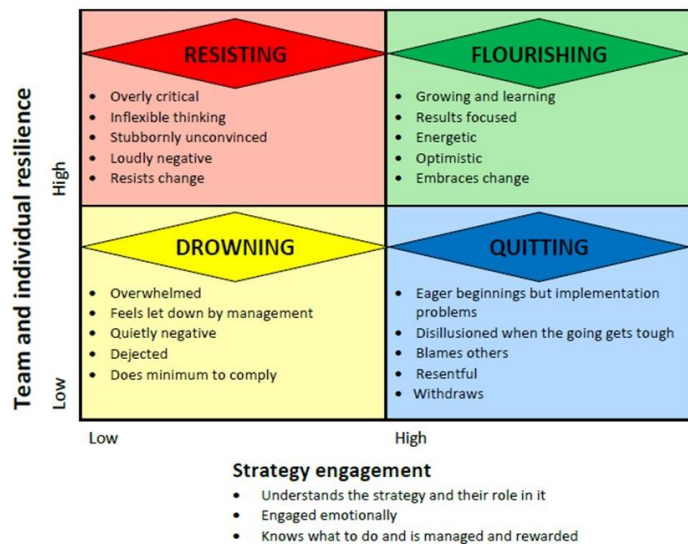 Team and individual resilience
High
Low
RESISTING
• Overly critical
• Inflexible thinking
• Stubbornly unconvinced
• Loudly negative
• Resists change
FLOURISHING
• Growing and learning
• Results focused
• Energetic
• Optimistic
• Embraces change
DROWNING
• Overwhelmed
• Feels let down by management
• Quietly negative
• Dejected
• Does minimum to comply
QUITTING
• Eager beginnings but implementation
problems
• Disillusioned when the going gets tough
• Blames others
• Resentful
• Withdraws
Low
High
Strategy engagement
• Understands the strategy and their role in it
• Engaged emotionally
• Knows what to do and is managed and rewarded